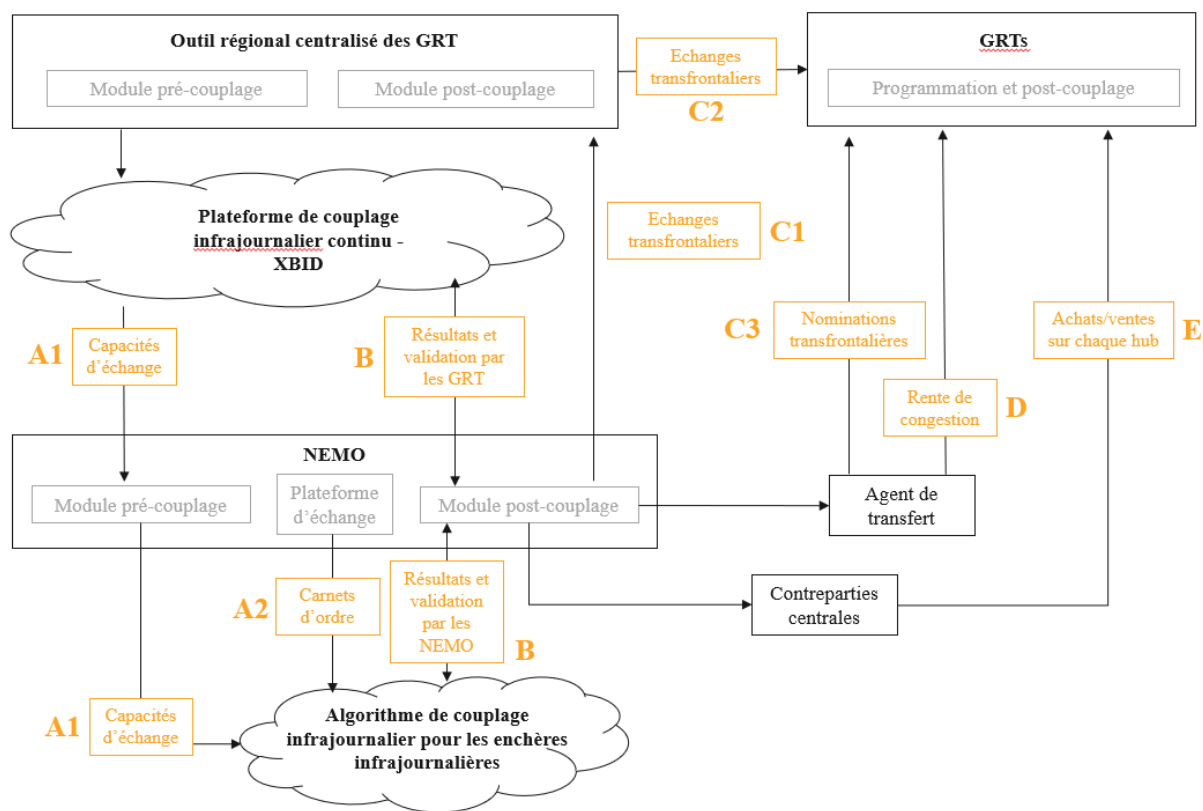 Outil régional centralisé des GRT
Module pré-couplage
Module post-couplage
Echanges
transfrontaliers
C2
GRTs
Programmation et post-couplage
Plateforme de couplage
infrajournalier continu -
XBID
Echanges
transfrontaliers
C1
A1
Capacités
d'échange
B
Résultats et
validation par
les GRT
C3
Nominations
transfrontalières
Achats/ventes
sur chaque hub
E
Rente de
congestion
D
NEMO
Module pré-couplage
Plateforme
d'échange
Module post-couplage
Agent de
transfert
A2
Carnets
d'ordre
Résultats et
validation
par les
NEMO
B
Contreparties
centrales
A1
Capacités
d'échange
Algorithme de couplage
infrajournalier pour les enchères
infrajournalières